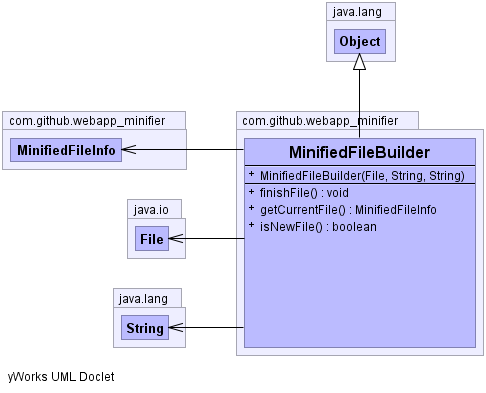 java.lang
Object
com.github.webapp_minifier
MinifiedFileInfo
com.github.webapp_minifier
MinifiedFileBuilder
+ MinifiedFileBuilder(File, String, String)
+ finishFile() : void
+ getCurrentFile() : MinifiedFileInfo
+ isNewFile() : boolean
java.io
File
java.lang
String
yWorks UML Doclet